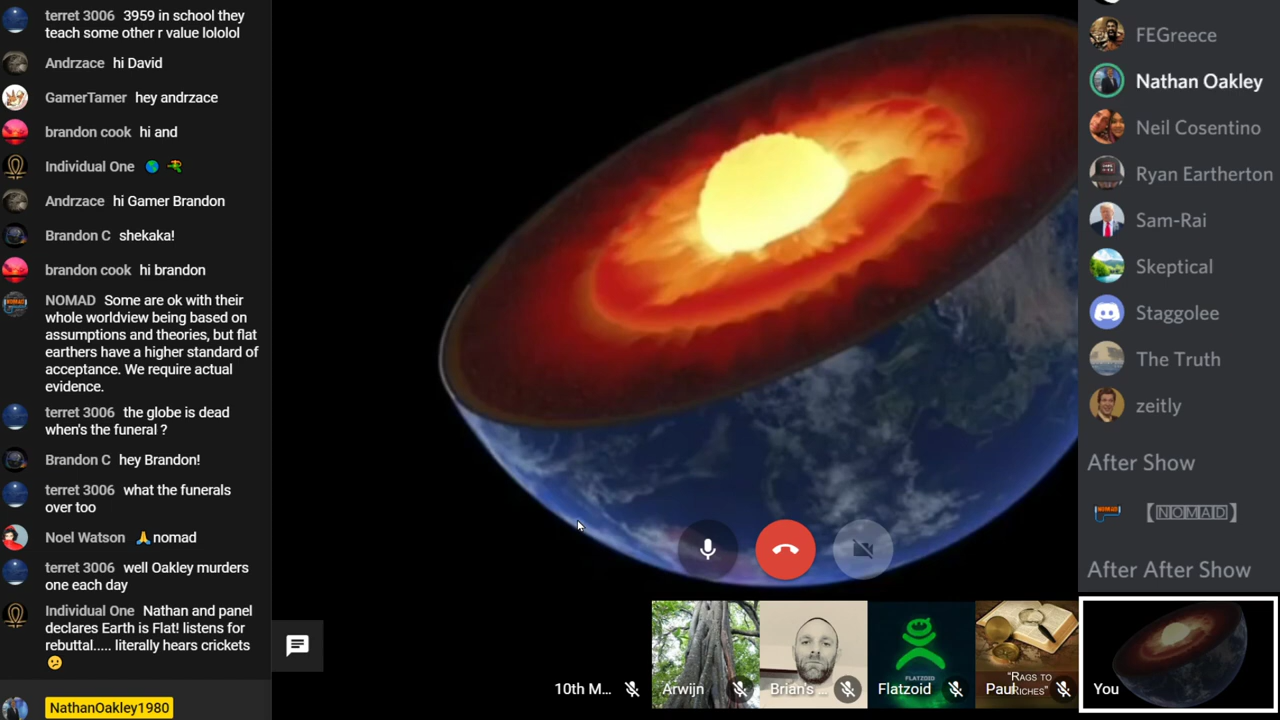 terret 3006 3959 in school they
teach some other r value lololol
Andrzace hi David
GamerTamer hey andrzace
brandon cook hi and
Individual One
Andrzace hi Gamer Brandon
Brandon C shekaka!
brandon cook hi brandon
NOMAD Some are ok with their
whole worldview being based on
assumptions and theories, but flat
earthers have a higher standard of
acceptance. We require actual
evidence.
terret 3006 the globe is dead
when's the funeral ?
Brandon C hey Brandon!
terret 3006 what the funerals
over too
Noel Watson 🙏nomad
terret 3006 well Oakley murders
one each day
Individual One Nathan and panel
declares Earth is Flat! listens for
rebuttal..... literally hears crickets
😕
NathanOakley1980
10th M...
Arwijn
Brian's ...
Flatzoid
FLATZOID
Paul
"RAGS TO
RICHES"
You
FEGreece
Nathan Oakley
Neil Cosentino
Ryan Eartherton
Sam-Rai
Skeptical
Staggolee
The Truth
zeitly
After Show
【🄽🄾🄼🄰🄳】
After After Show